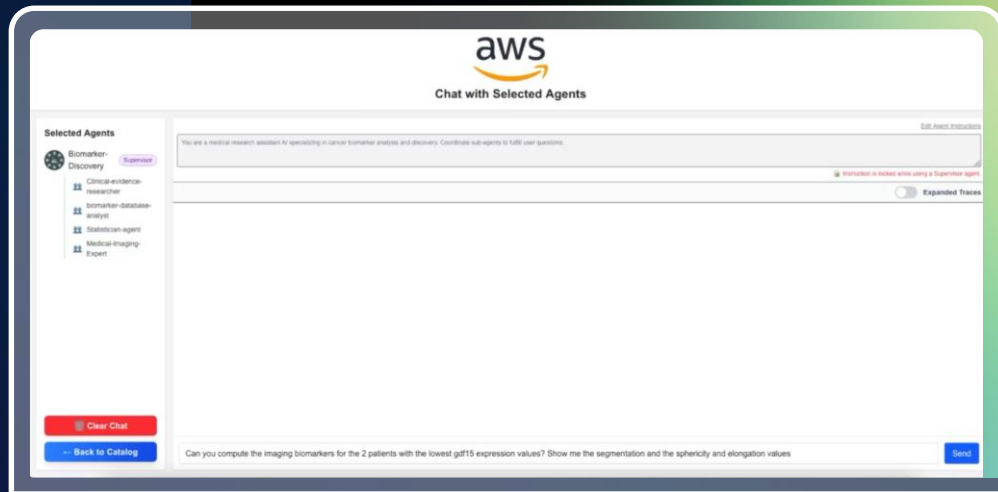 aws
Chat with Selected Agents
Selected Agents
Biomarker-
Discovery
Supervisor
Clinical-evidence-
researcher
biomarker-database-
analyst
Statistician-agent
Medical-Imaging-
Expert
Clear Chat
← Back to Catalog
Edit Agent Instructions
You are a medical research assistant AI specializing in cancer biomarker analysis and discovery. Coordinate sub-agents to fulfill user questions.
Instruction is locked while using a Supervisor agent.
Expanded Traces
Can you compute the imaging biomarkers for the 2 patients with the lowest gdf15 expression values? Show me the segmentation and the sphericity and elongation values
Send